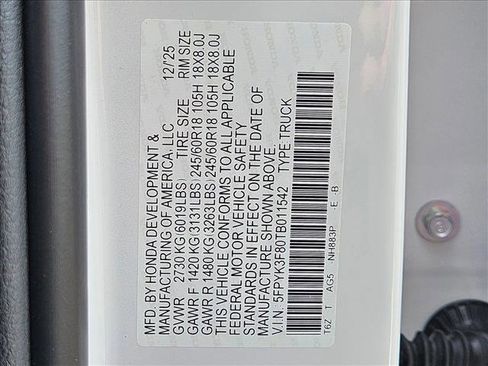 MFD. BY HONDA DEVELOPMENT & 12/25
MANUFACTURING OF AMERICA, LLC
GVWR 2730 KG(6019LBS) TIRE SIZE RIM SIZE
GAWR F 1420 KG(3131LBS) 245/60R18 105H 18X8.0J
GAWR R 1480 KG(3263LBS) 245/60R18 105H 18X8.0J
THIS VEHICLE CONFORMS TO ALL APPLICABLE
FEDERAL MOTOR VEHICLE SAFETY
STANDARDS IN EFFECT ON THE DATE OF
MANUFACTURE SHOWN ABOVE.
V.I.N: 5FPYK3F80TB011542 TYPE:TRUCK
T6Z T AG5 NH883P -E -B